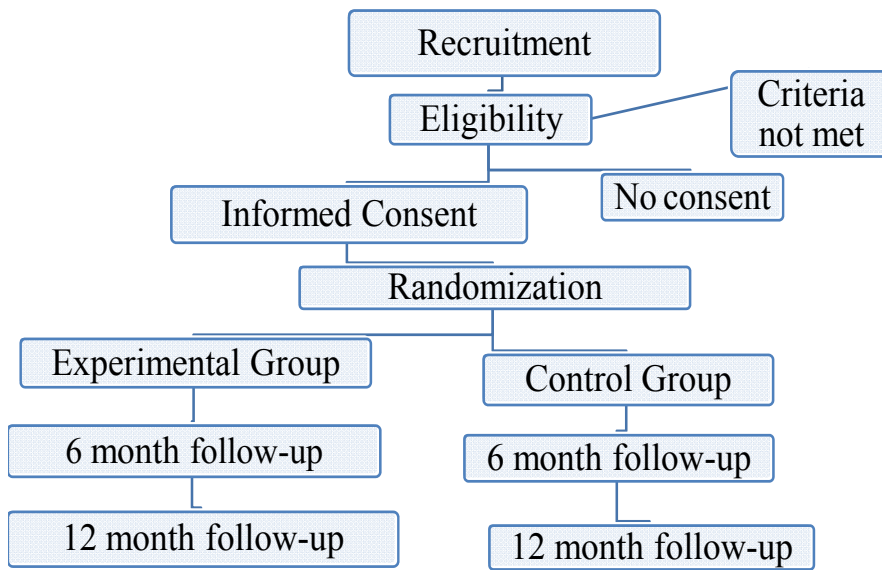 Recruitment
Eligibility
Criteria
not met
No consent
Informed Consent
Randomization
Experimental Group
Control Group
6 month follow-up
6 month follow-up
12 month follow-up
12 month follow-up